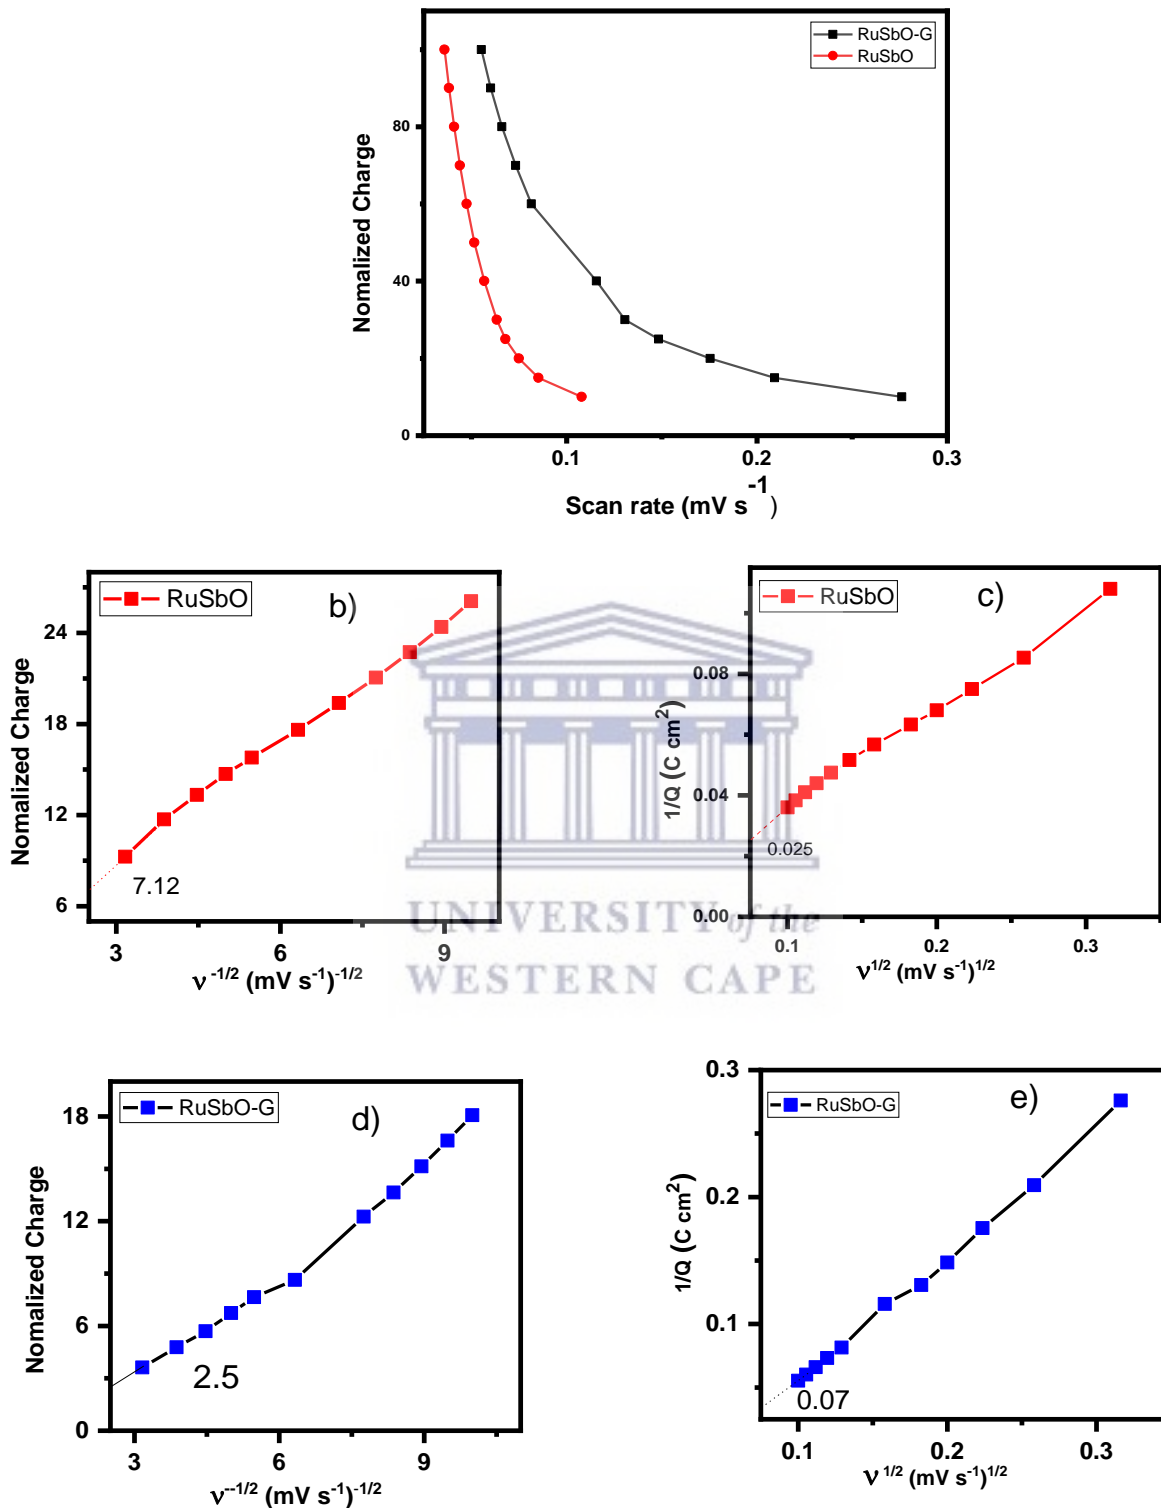 RuSbO-G
RuSbO
Nomalized Charge
80
40
0
0.1
0.2
0.3
Scan rate (mV s-1)
RuSbO
b)
Nomalized Charge
24
18
12
6
7.12
3
6
9
ν-1/2 (mV s-1)-1/2
RuSbO
c)
1/Q (C cm2)
0.08
0.04
0.00
0.025
0.1
0.2
0.3
ν1/2 (mV s-1)1/2
UNIVERSITY of the
WESTERN CAPE
RuSbO-G
d)
Nomalized Charge
18
12
6
0
2.5
3
6
9
ν--1/2 (mV s-1)-1/2
RuSbO-G
e)
1/Q (C cm2)
0.3
0.2
0.1
0.07
0.1
0.2
0.3
ν 1/2 (mV s-1)1/2